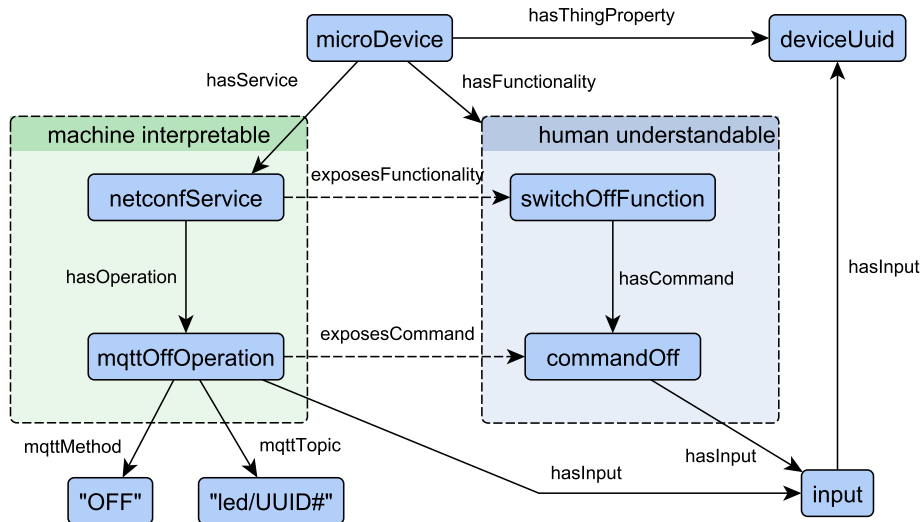 hasThingProperty
microDevice
deviceUuid
hasService
hasFunctionality
machine interpretable
human understandable
exposesFunctionality
netconfService
switchOffFunction
hasOperation
hasCommand
hasInput
exposesCommand
mqttOffOperation
commandOff
mqttMethod
mqttTopic
hasInput
hasInput
"OFF"
"led/UUID#"
input